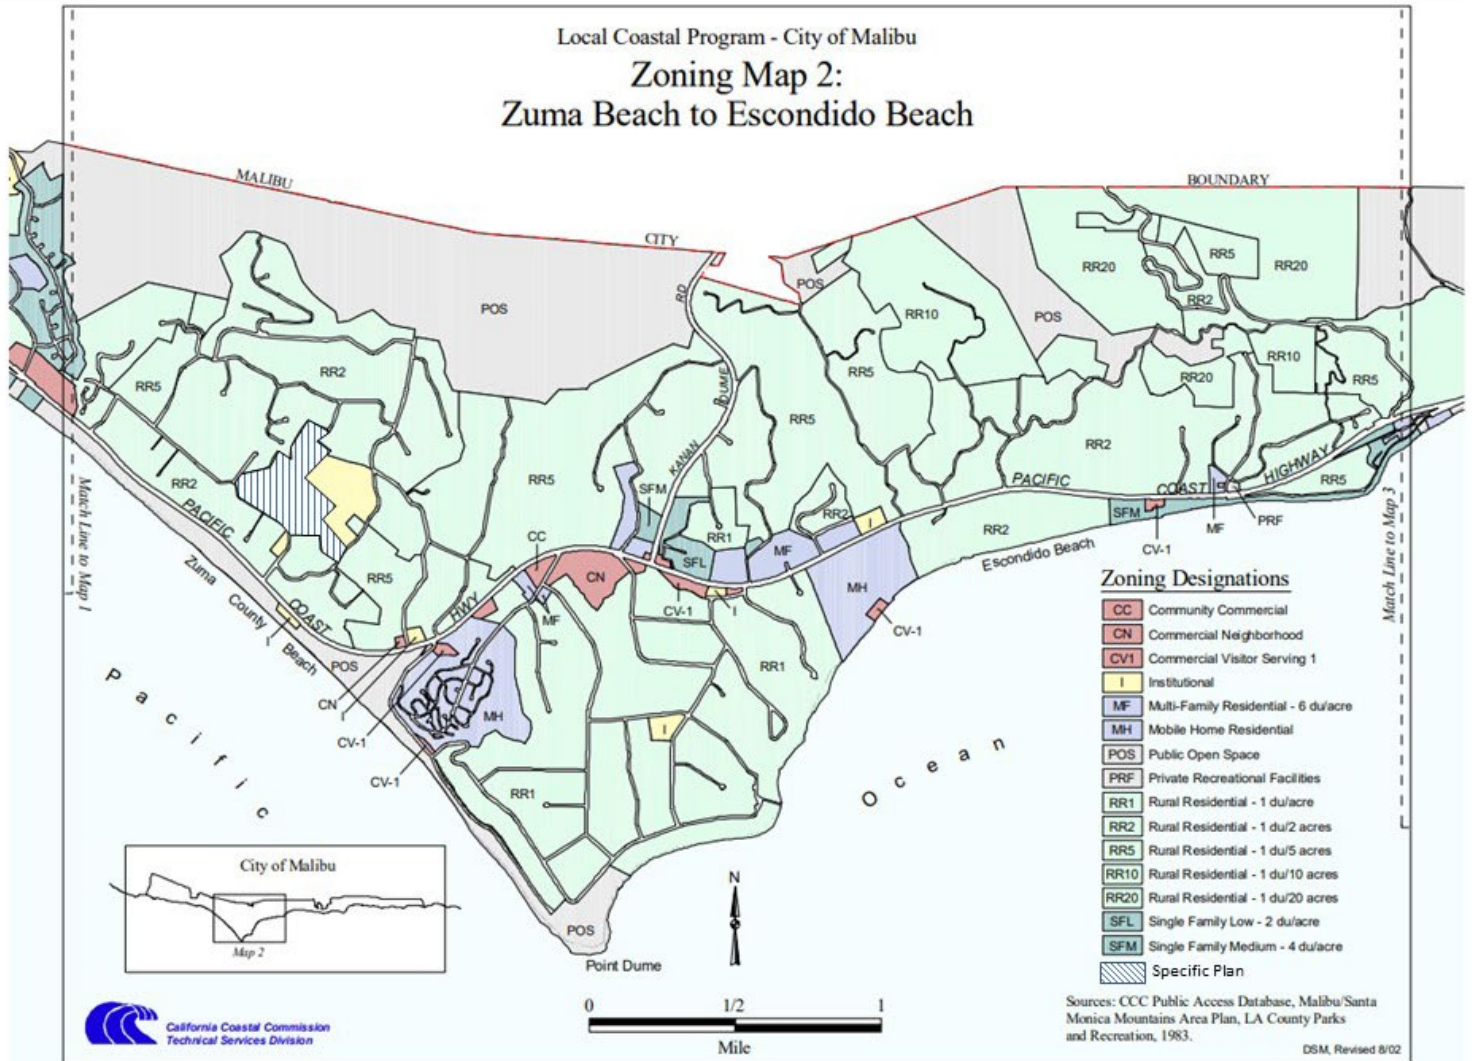 Local Coastal Program - City of Malibu
Zoning Map 2:
Zuma Beach to Escondido Beach
MALIBU
CITY
BOUNDARY
POS
RD
POS
RR10
POS
RR20
RR5
RR20
RR2
RR5
RR2
RR5
RR10
RR20
RR5
DUME
KANAN
RR5
RR2
RR2
RR5
SFM
PACIFIC
COAST
HIGHWAY
RR5
Match Line to Map 1
PACIFIC
CC
RR1
RR2
I
RR2
SFM
MF
PRF
CV-1
Match Line to Map 3
Escondido Beach
Zuma
County
Beach
COAST
I
RR5
HWY
CN
SFL
MF
MH
CV-1
MF
CV-1
I
POS
CN
I
MH
CV-1
CV-1
RR1
I
RR1
POS
Point Dume
Pacific
Ocean
Zoning Designations
CC Community Commercial
CN Commercial Neighborhood
CV1 Commercial Visitor Serving 1
I Institutional
MF Multi-Family Residential - 6 du/acre
MH Mobile Home Residential
POS Public Open Space
PRF Private Recreational Facilities
RR1 Rural Residential - 1 du/acre
RR2 Rural Residential - 1 du/2 acres
RR5 Rural Residential - 1 du/5 acres
RR10 Rural Residential - 1 du/10 acres
RR20 Rural Residential - 1 du/20 acres
SFL Single Family Low - 2 du/acre
SFM Single Family Medium - 4 du/acre
Specific Plan
City of Malibu
Map 2
N
0 1/2 1
Mile
California Coastal Commission
Technical Services Division
Sources: CCC Public Access Database, Malibu/Santa
Monica Mountains Area Plan, LA County Parks
and Recreation, 1983.
DSM, Revised 8/02